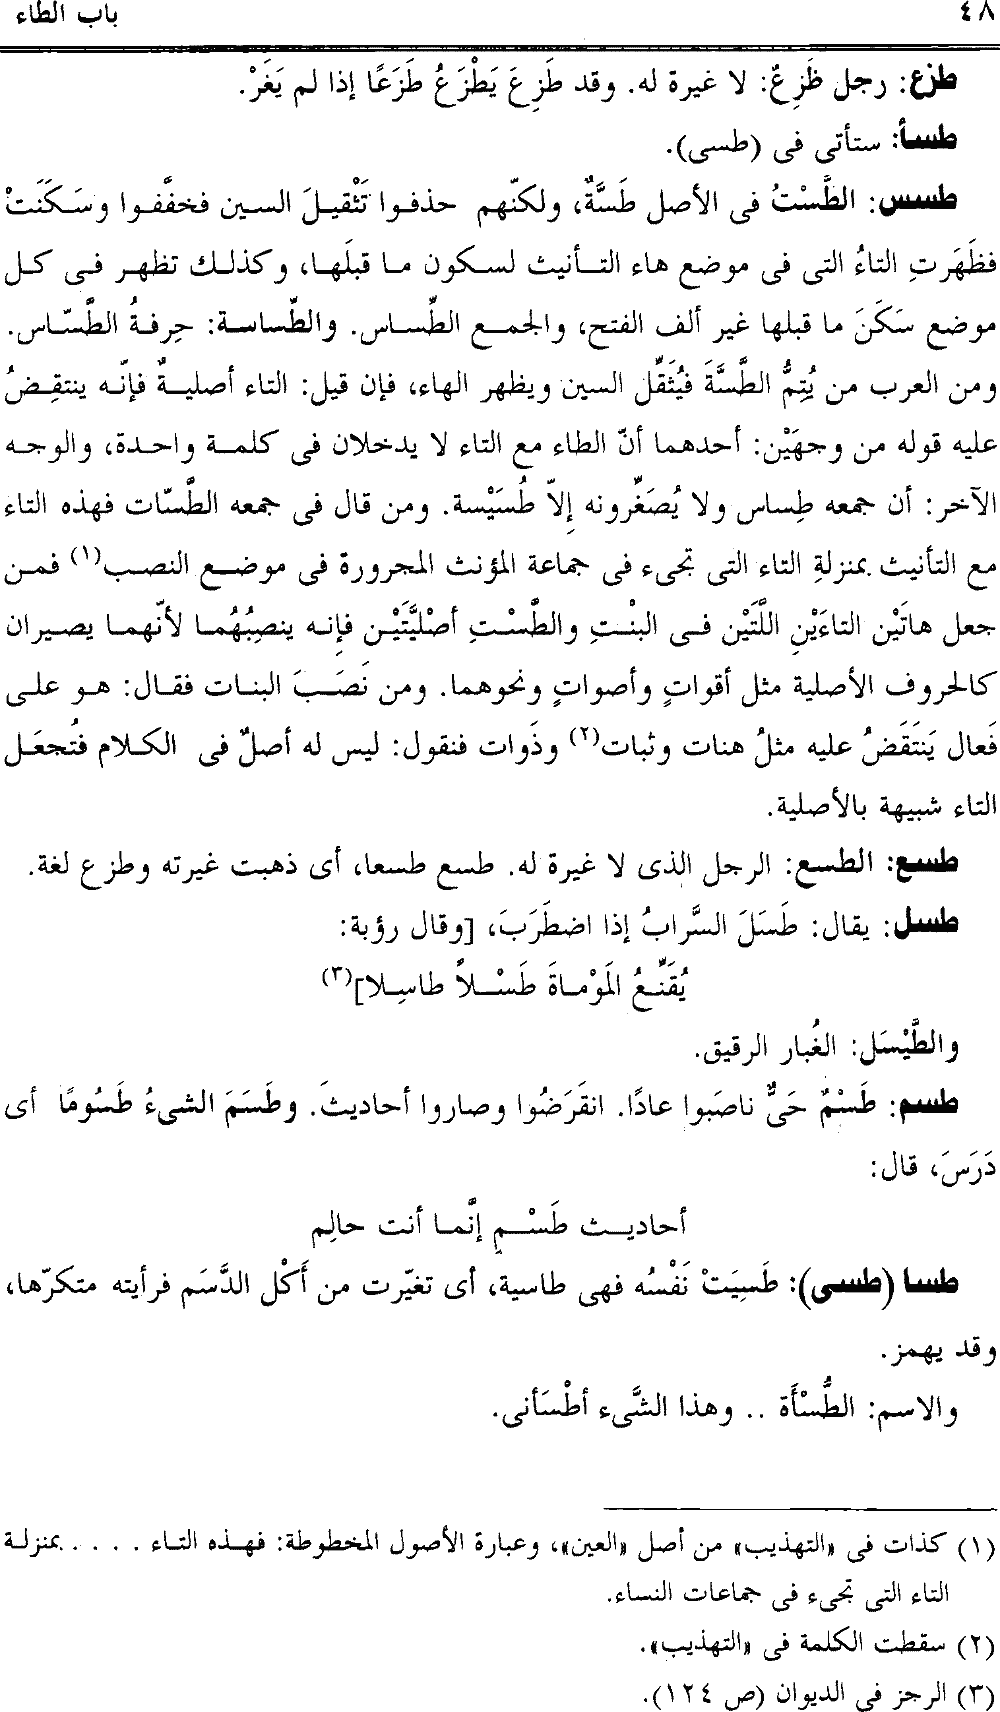 ٤٨
باب الطاء
طزع: رجل طَزِعٌ: لا غيرة له. وقد طَزِعَ يَطْزَعُ طَزَعًا إذا لم يَغَرْ.
طسأ: ستأتى فى (طسى).
طسس: الطَّسْتُ فى الأصل طَسَّةٌ، ولكنّهم حذفوا تَثْقيلَ السين فخفَّفوا وسَكَنَتْ
فظَهَرَتِ التاءُ التى فى موضع هاء التأنيث لسكون ما قبلَها، وكذلك تظهر فى كل
موضع سَكَنَ ما قبلها غير ألف الفتح، والجمع الطِّساس. والطِّساسة: حِرفةُ الطَّسّاس.
ومن العرب من يُتِمُّ الطَّسَّةَ فيُثَقِّل السين ويظهر الهاء، فإن قيل: التاء أصليةٌ فإنّه ينتقِضُ
عليه قوله من وجهَيْن: أحدهما أنّ الطاء مع التاء لا يدخلان فى كلمة واحدة، والوجه
الآخر: أن جمعه طِساس ولا يُصَغِّرونه إلاّ طُسَيْسة. ومن قال فى جمعه الطَّسّات فهذه التاء
مع التأنيث بمنزلةِ التاء التى تجىء فى جماعة المؤنث المجرورة فى موضع النصب(١) فمن
جعل هاتَيْن التاءَيْنِ اللَّتَيْن فى البنْتِ والطَّسْتِ أصْليَّتَيْن فإنه ينصِبُهُما لأنّهما يصيران
كالحروف الأصلية مثل أقواتٍ وأصواتٍ ونحوهما. ومن نَصَبَ البنات فقال: هو على
فَعال يَنتَقَضُ عليه مثلُ هنات وثبات(٢) وذَوات فنقول: ليس له أصلٌ فى الكلام فتُجعَل
التاء شبيهة بالأصلية.
طسع: الطسع: الرجل الذى لا غيرة له. طسع طسعا، أى ذهبت غيرته وطزع لغة.
طسل: يقال: طَسَلَ السَّرابُ إذا اضطَرَبَ، [وقال رؤبة:
يُقَنِّعُ المَوْماةَ طَسْلاً طاسِلا](٣)
والطَّيْسَل: الغُبار الرقيق.
طسم: طَسْمٌ حَىٌّ ناصَبوا عادًا. انقَرَضُوا وصاروا أحاديثَ. وطَسَمَ الشىءُ طَسُومًا أى
دَرَسَ، قال:
أحاديث طَسْمٍ إنَّما أنت حالِم
طسا (طسى): طَسِيَتْ نَفْسُه فهى طاسية، أى تغيّرت من أَكْل الدَّسَم فرأيته متكرّها،
وقد يهمز.
والاسم: الطُّسْأَة .. وهذا الشَّىء أطْسَأنى.
(١) كذات فى «التهذيب» من أصل «العين»، وعبارة الأصول المخطوطة: فهذه التاء . . . . بمنزلة
التاء التى تجىء فى جماعات النساء.
(٢) سقطت الكلمة فى «التهذيب».
(٣) الرجز فى الديوان (ص ١٢٤).